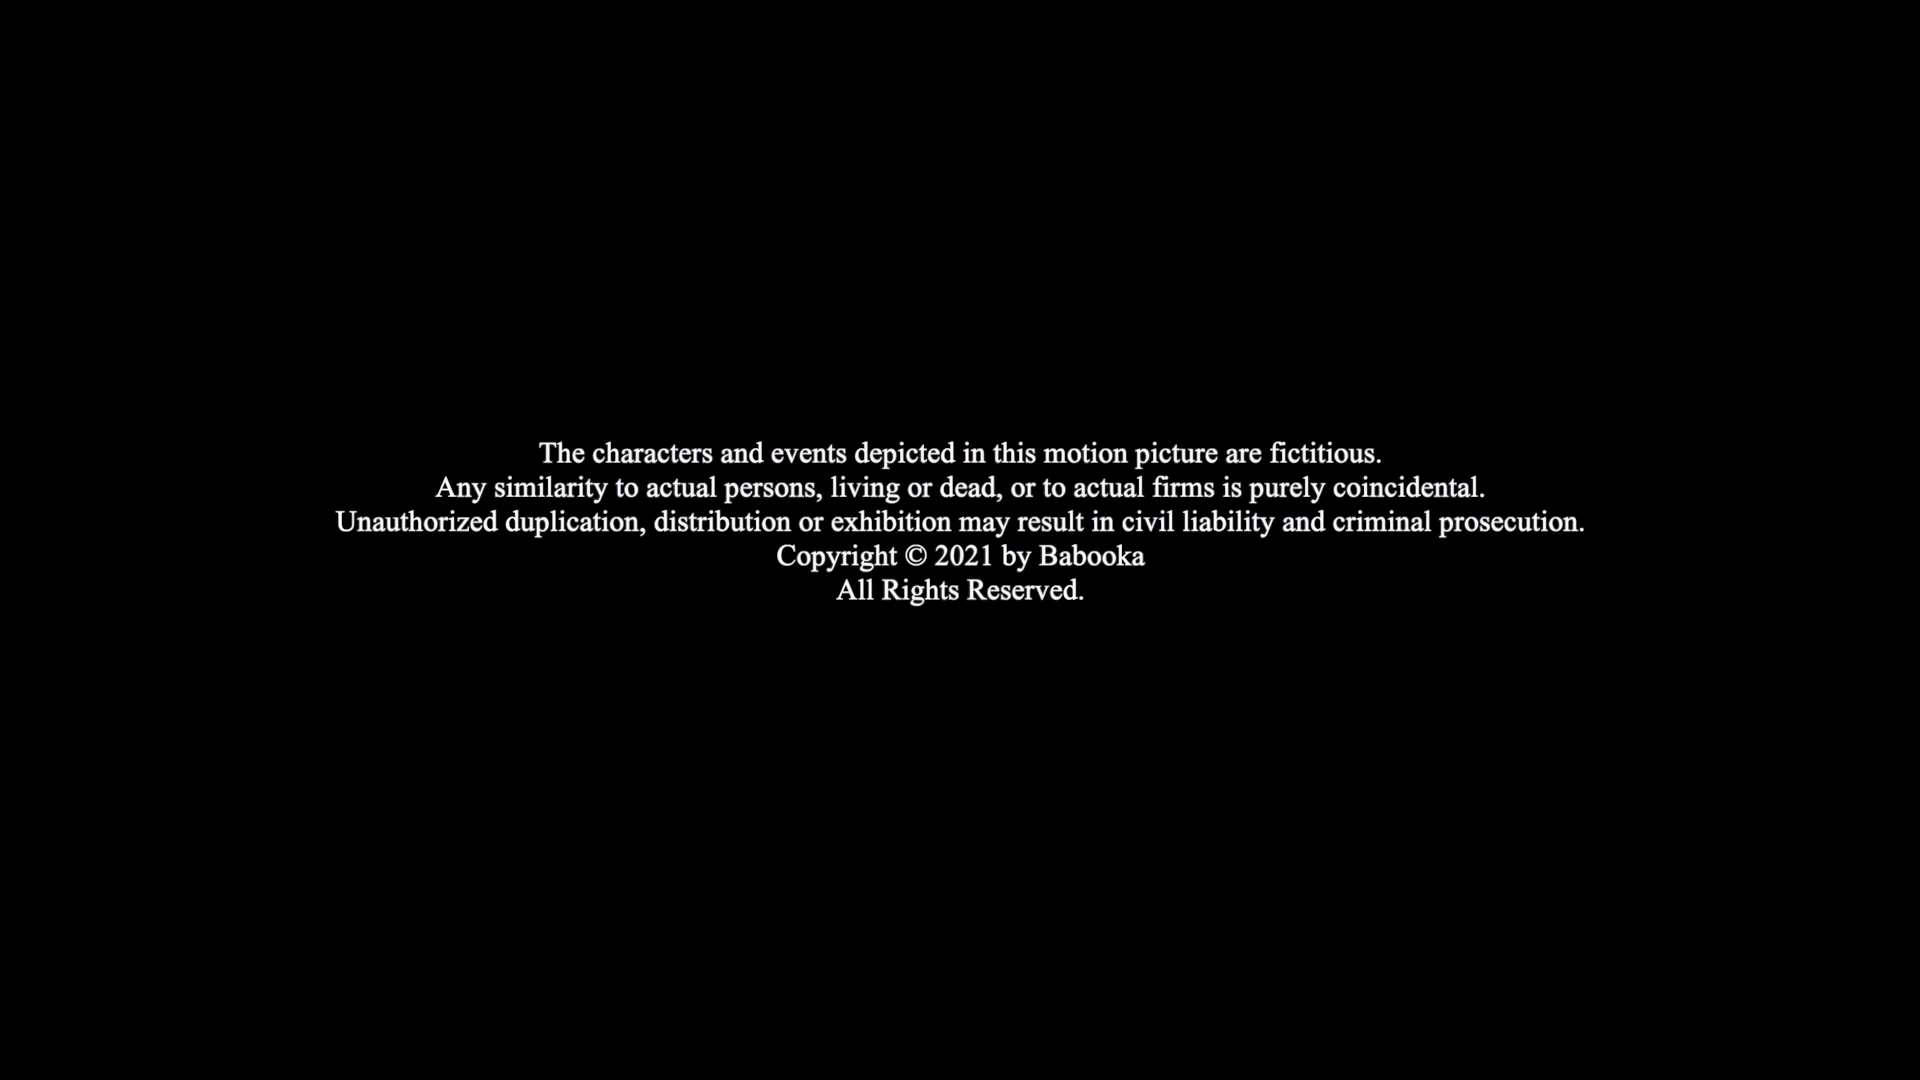 The characters and events depicted in this motion picture are fictitious.
Any similarity to actual persons, living or dead, or to actual firms is purely coincidental.
Unauthorized duplication, distribution or exhibition may result in civil liability and criminal prosecution.
Copyright © 2021 by Babooka
All Rights Reserved.